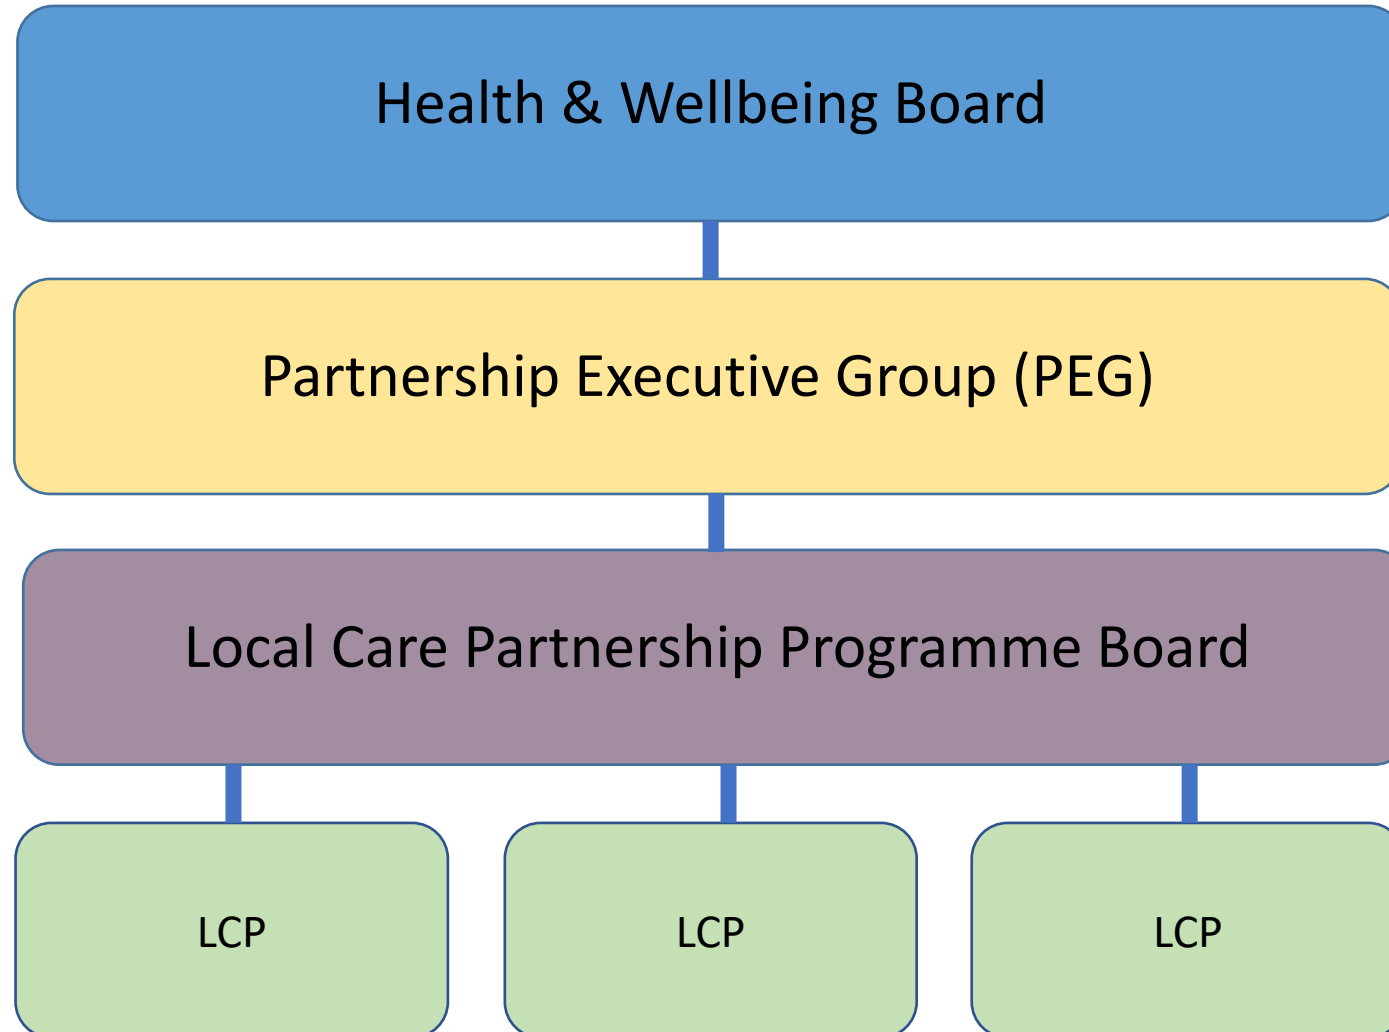 Health & Wellbeing Board
Partnership Executive Group (PEG)
Local Care Partnership Programme Board
LCP
LCP
LCP